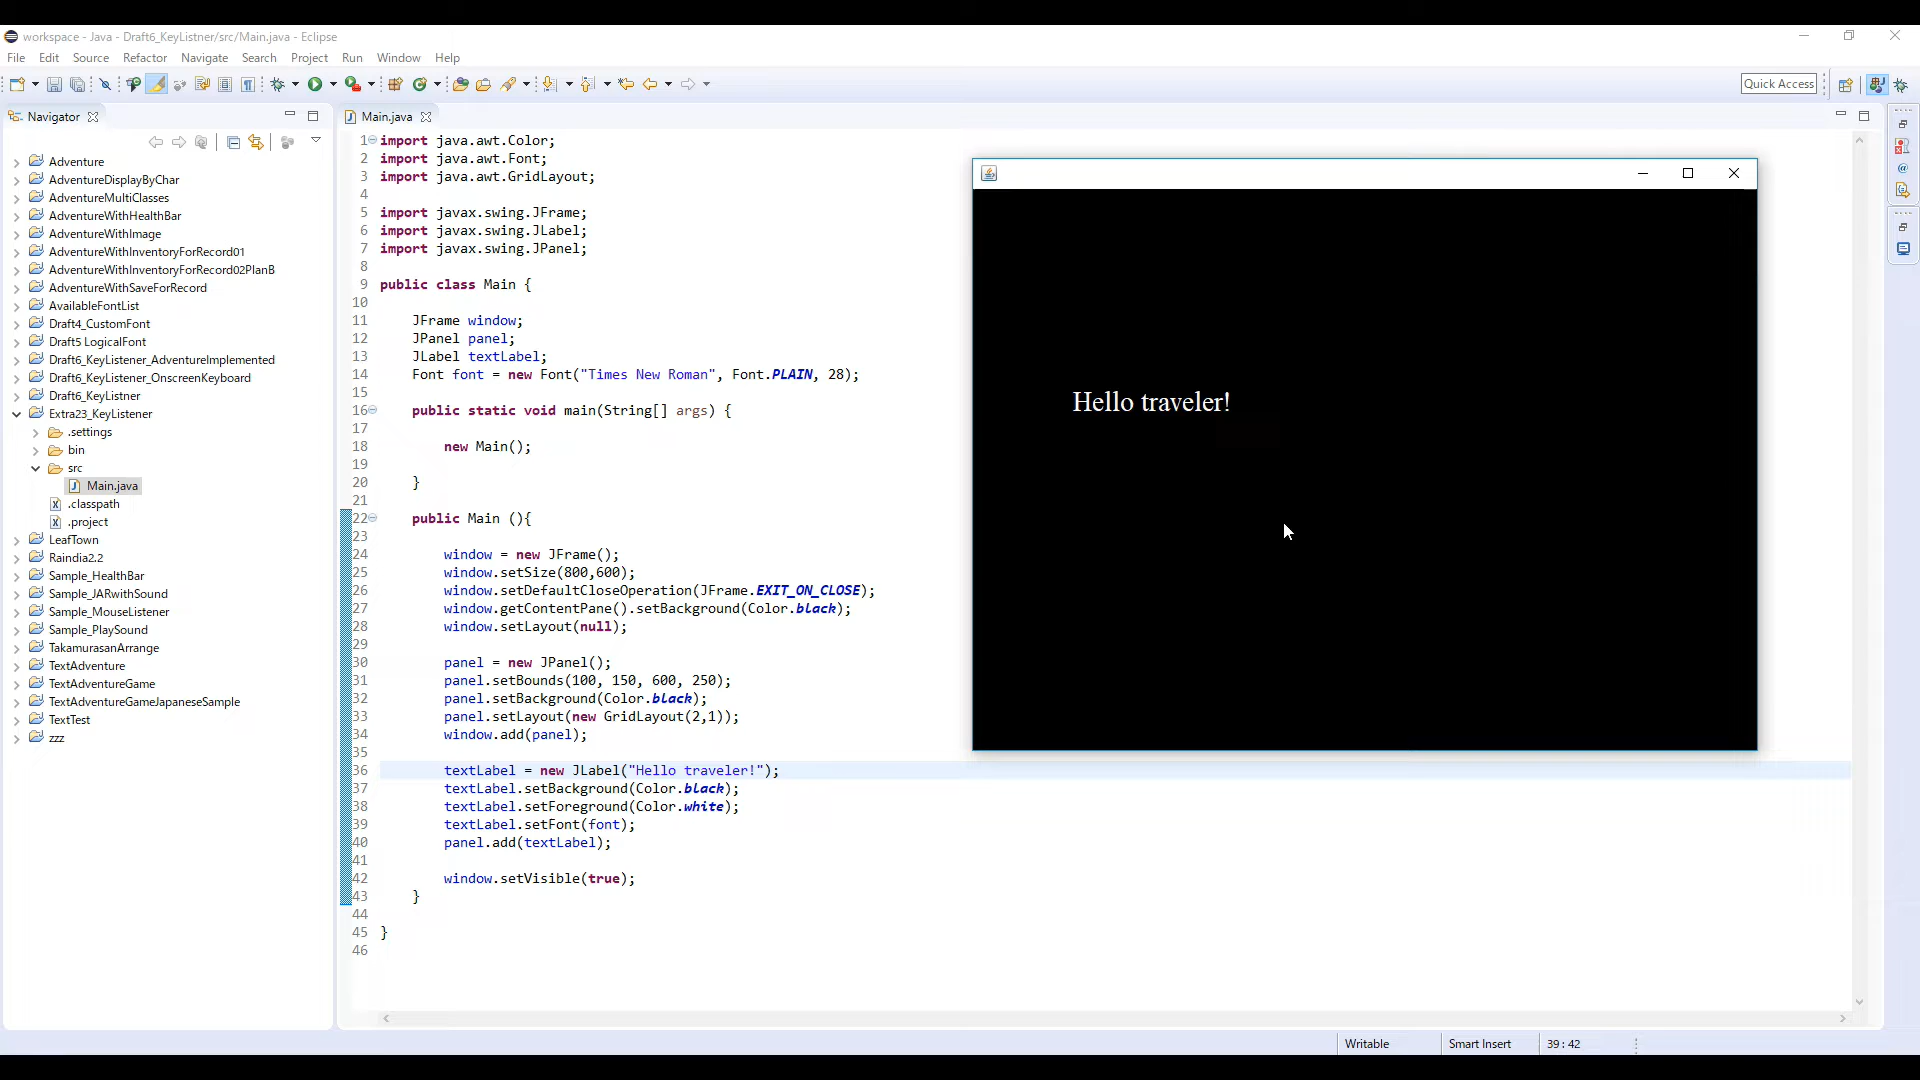 workspace - Java - Draft6_KeyListner/src/Main.java - Eclipse
File Edit Source Refactor Navigate Search Project Run Window Help
Quick Access
Navigator
Adventure
AdventureDisplayByChar
AdventureMultiClasses
AdventureWithHealthBar
AdventureWithImage
AdventureWithInventoryForRecord01
AdventureWithInventoryForRecord02PlanB
AdventureWithSaveForRecord
AvailableFontList
Draft4_CustomFont
Draft5 LogicalFont
Draft6_KeyListener_AdventureImplemented
Draft6_KeyListener_OnscreenKeyboard
Draft6_KeyListner
Extra23_KeyListener
.settings
bin
src
Main.java
.classpath
.project
LeafTown
Raindia2.2
Sample_HealthBar
Sample_JARwithSound
Sample_MouseListener
Sample_PlaySound
TakamurasanArrange
TextAdventure
TextAdventureGame
TextAdventureGameJapaneseSample
TextTest
zzz
Main.java
1 import java.awt.Color;
2 import java.awt.Font;
3 import java.awt.GridLayout;
4
5 import javax.swing.JFrame;
6 import javax.swing.JLabel;
7 import javax.swing.JPanel;
8
9 public class Main {
10
11 JFrame window;
12 JPanel panel;
13 JLabel textLabel;
14 Font font = new Font("Times New Roman", Font.PLAIN, 28);
15
16 public static void main(String[] args) {
17
18 new Main();
19
20 }
21
22 public Main (){
23
24 window = new JFrame();
25 window.setSize(800,600);
26 window.setDefaultCloseOperation(JFrame.EXIT_ON_CLOSE);
27 window.getContentPane().setBackground(Color.black);
28 window.setLayout(null);
29
30 panel = new JPanel();
31 panel.setBounds(100, 150, 600, 250);
32 panel.setBackground(Color.black);
33 panel.setLayout(new GridLayout(2,1));
34 window.add(panel);
35
36 textLabel = new JLabel("Hello traveler!");
37 textLabel.setBackground(Color.black);
38 textLabel.setForeground(Color.white);
39 textLabel.setFont(font);
40 panel.add(textLabel);
41
42 window.setVisible(true);
43 }
44
45 }
46
Hello traveler!
Writable Smart Insert 39 : 42